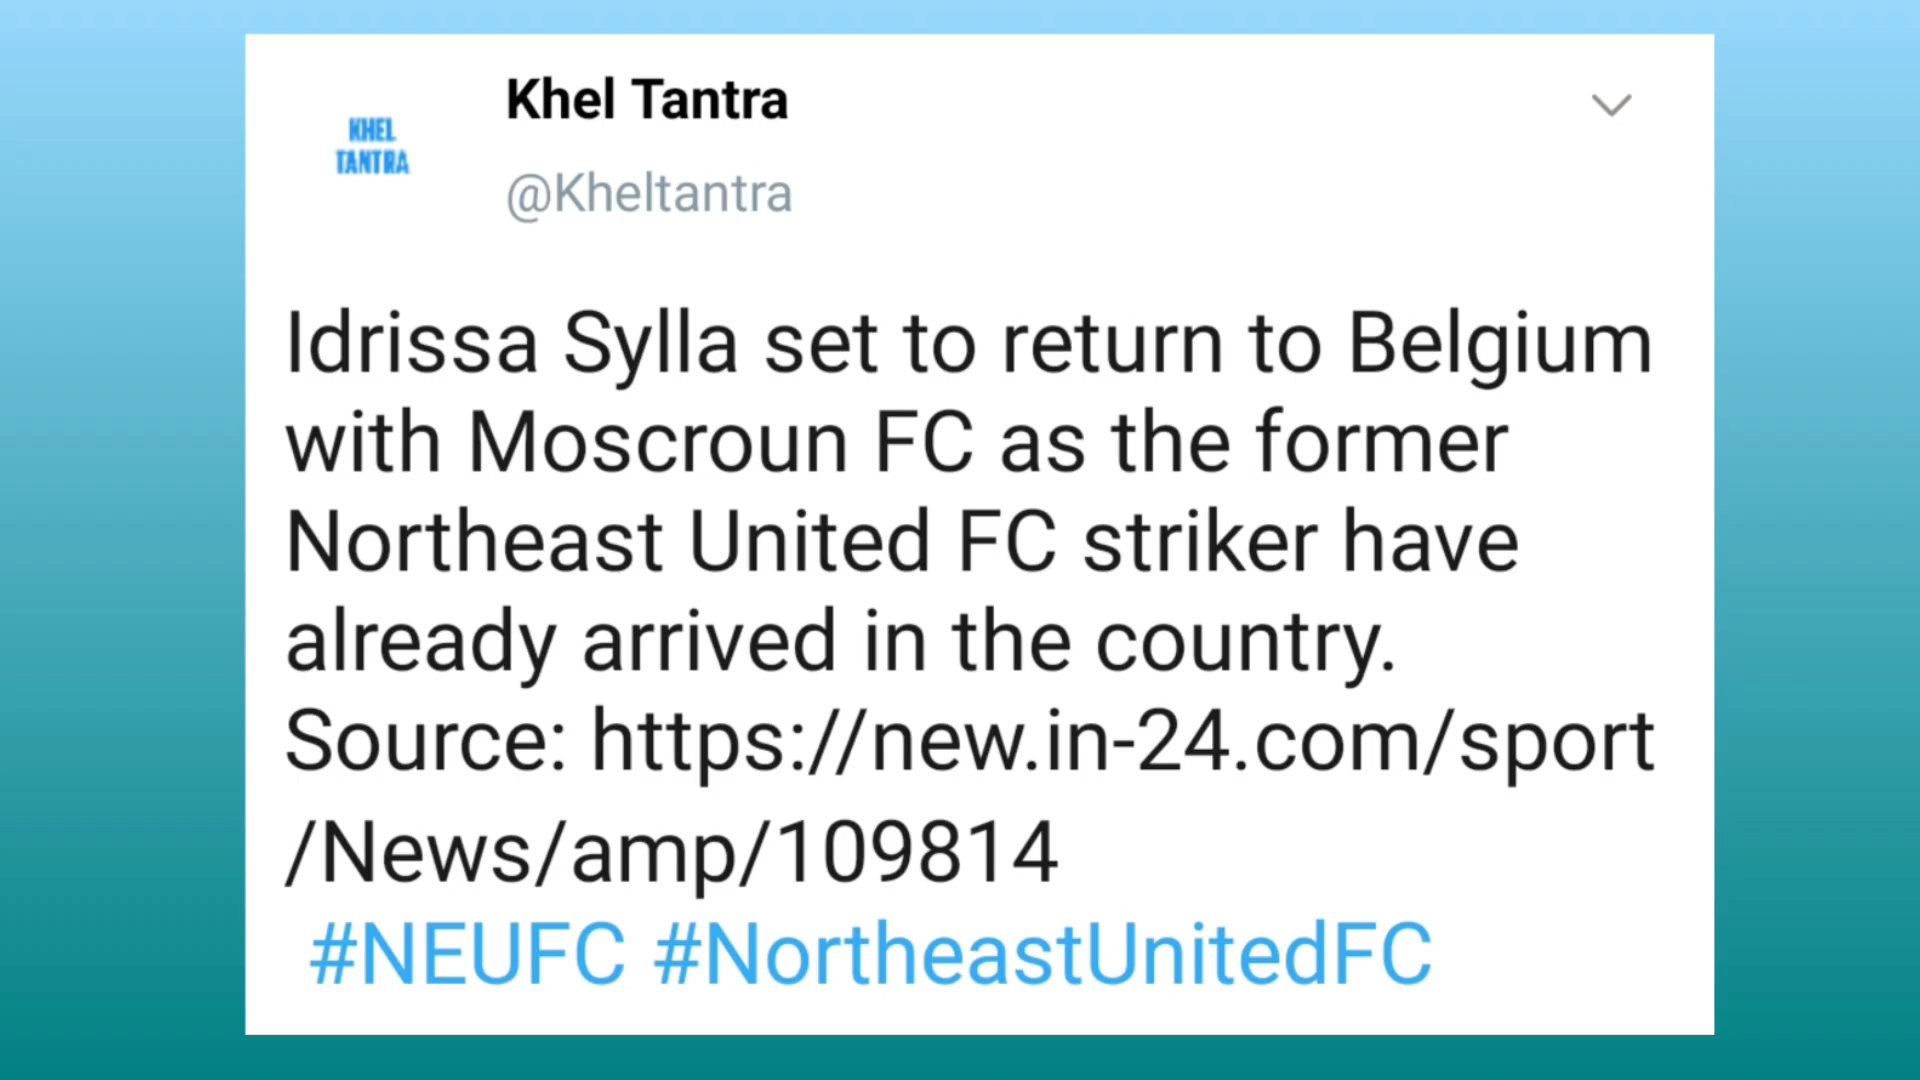 KHEL
TANTRA
Khel Tantra
@Kheltantra
Idrissa Sylla set to return to Belgium
with Moscroun FC as the former
Northeast United FC striker have
already arrived in the country.
Source: https://new.in-24.com/sport
/News/amp/109814
#NEUFC #NortheastUnitedFC